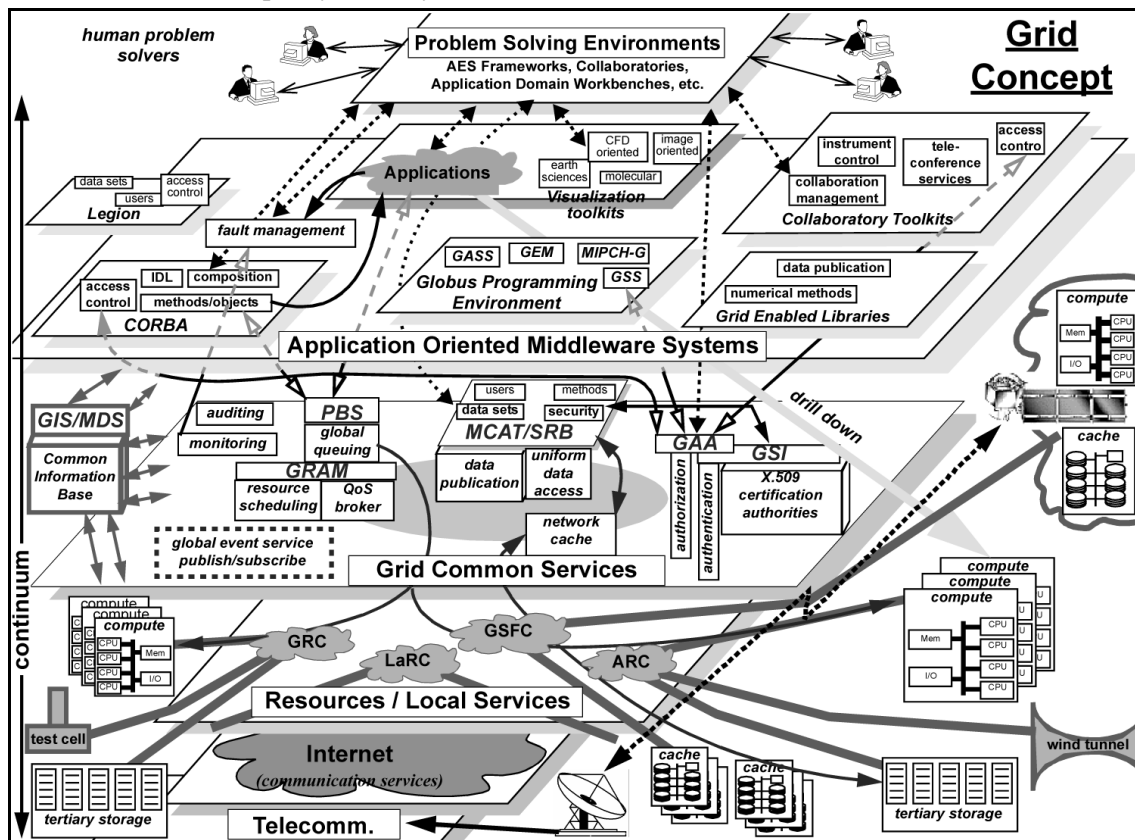 human problem
solvers
Problem Solving Environments
AES Frameworks, Collaboratories,
Application Domain Workbenches, etc.
Grid
Concept
continuum
data sets
users
access
control
Legion
Applications
CFD
oriented
image
oriented
earth
sciences
molecular
Visualization
toolkits
instrument
control
tele-
conference
services
access
contro
collaboration
management
Collaboratory Toolkits
fault management
access
control
IDL
composition
methods/objects
CORBA
GASS
GEM
MIPCH-G
GSS
Globus Programming
Environment
data publication
numerical methods
Grid Enabled Libraries
Application Oriented Middleware Systems
compute
Mem
I/O
CPU
CPU
CPU
CPU
cache
drill down
GIS/MDS
Common
Information
Base
auditing
monitoring
PBS
global
queuing
GRAM
resource
scheduling
QoS
broker
users
methods
data sets
security
MCAT/SRB
data
publication
uniform
data
access
network
cache
GAA
authorization
authentication
GSI
X.509
certification
authorities
global event service
publish/subscribe
Grid Common Services
compute
compute
compute
C
C
C
C
C
C
C
C
CPU
CPU
CPU
CPU
Mem
I/O
GRC
LaRC
GSFC
ARC
compute
compute
compute
Mem
I/O
CPU
CPU
CPU
CPU
U
U
U
U
Resources / Local Services
test cell
wind tunnel
Internet
(communication services)
tertiary storage
Telecomm.
cache
cache
tertiary storage